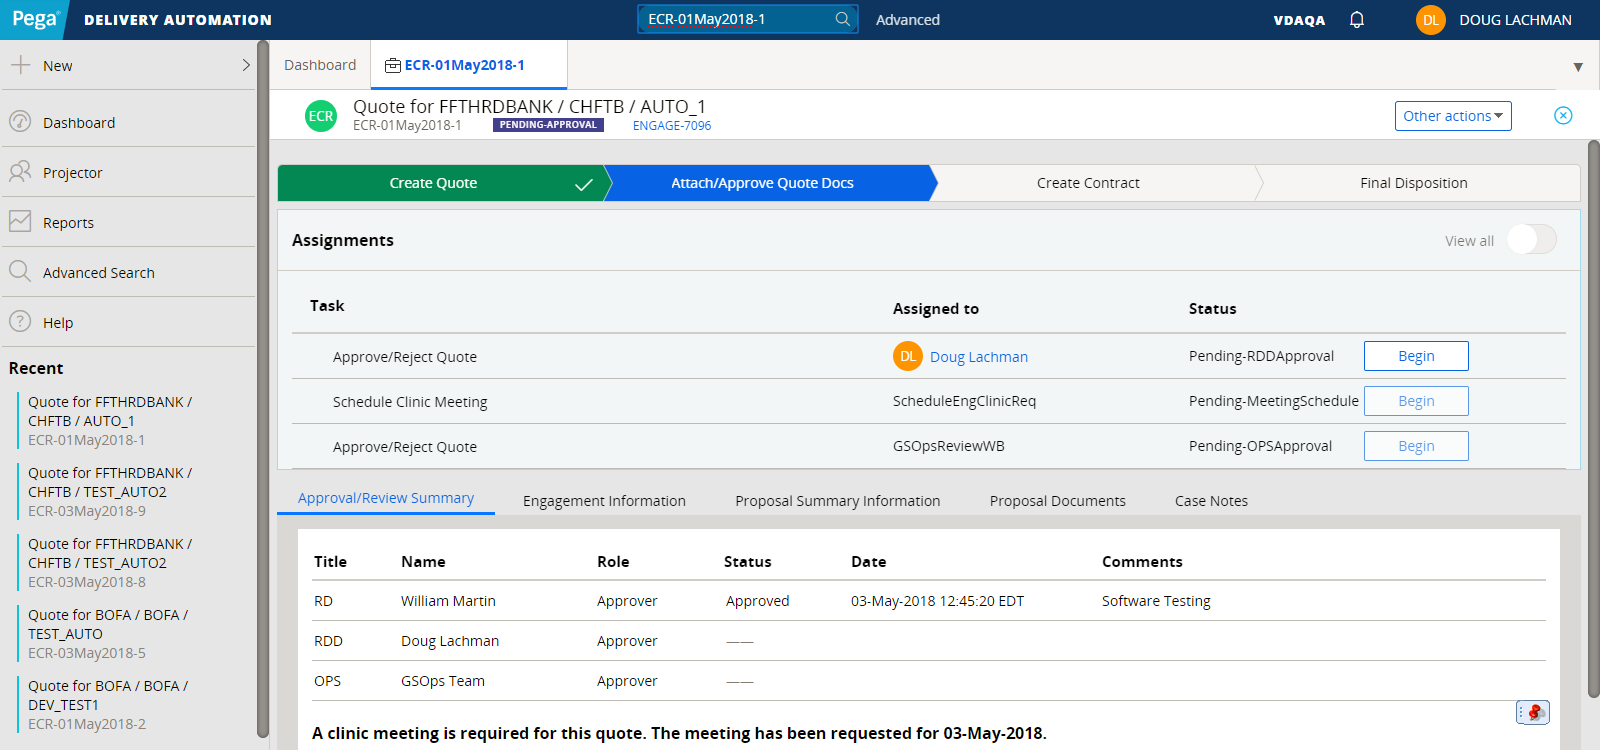 Pega DELIVERY AUTOMATION ECR-01May2018-1 Advanced VDAQA DL DOUG LACHMAN
New
Dashboard
Projector
Reports
Advanced Search
Help
Recent
Quote for FFTHRDBANK /
CHFTB / AUTO_1
ECR-01May2018-1
Quote for FFTHRDBANK /
CHFTB / TEST_AUTO2
ECR-03May2018-9
Quote for FFTHRDBANK /
CHFTB / TEST_AUTO2
ECR-03May2018-8
Quote for BOFA / BOFA /
TEST_AUTO
ECR-03May2018-5
Quote for BOFA / BOFA /
DEV_TEST1
ECR-01May2018-2
Dashboard ECR-01May2018-1
ECR Quote for FFTHRDBANK / CHFTB / AUTO_1
ECR-01May2018-1 PENDING-APPROVAL ENGAGE-7096
Other actions
Create Quote Attach/Approve Quote Docs Create Contract Final Disposition
Assignments View all
Task Assigned to Status
Approve/Reject Quote DL Doug Lachman Pending-RDDApproval Begin
Schedule Clinic Meeting ScheduleEngClinicReq Pending-MeetingSchedule Begin
Approve/Reject Quote GSOpsReviewWB Pending-OPSApproval Begin
Approval/Review Summary Engagement Information Proposal Summary Information Proposal Documents Case Notes
Title Name Role Status Date Comments
RD William Martin Approver Approved 03-May-2018 12:45:20 EDT Software Testing
RDD Doug Lachman Approver ——
OPS GSOps Team Approver ——
A clinic meeting is required for this quote. The meeting has been requested for 03-May-2018.